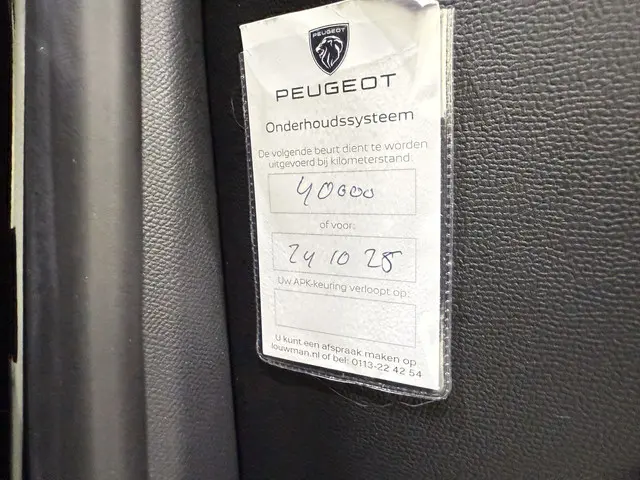 PEUGEOT
PEUGEOT
Onderhoudssysteem
De volgende beurt dient te worden
uitgevoerd bij kilometerstand:
40000
of voor:
24 10 25
Uw APK-keuring verloopt op:
U kunt een afspraak maken op
louwman.nl of bel: 0113-22 42 54